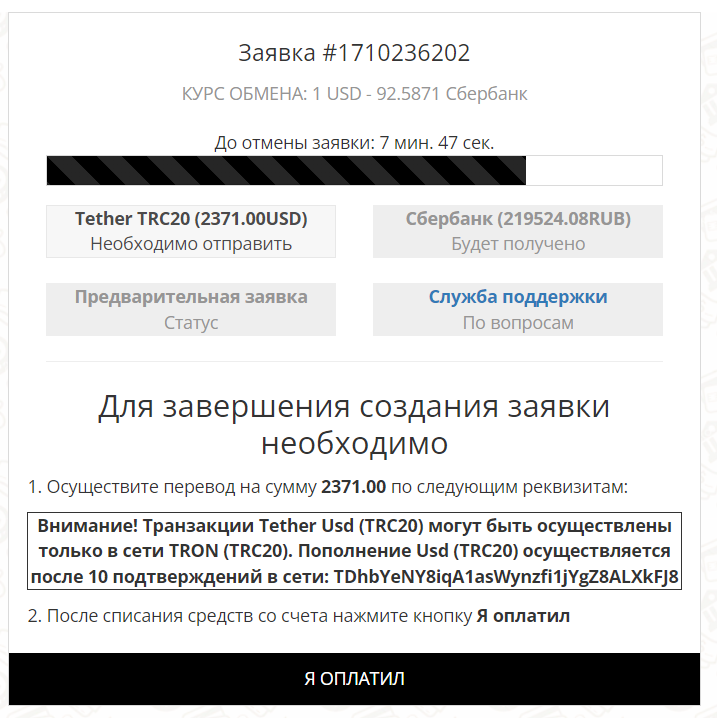 Заявка #1710236202
КУРС ОБМЕНА: 1 USD - 92.5871 Сбербанк
До отмены заявки: 7 мин. 47 сек.
Tether TRC20 (2371.00USD)
Необходимо отправить
Сбербанк (219524.08RUB)
Будет получено
Предварительная заявка
Статус
Служба поддержки
По вопросам
Для завершения создания заявки
необходимо
1. Осуществите перевод на сумму 2371.00 по следующим реквизитам:
Внимание! Транзакции Tether Usd (TRC20) могут быть осуществлены
только в сети TRON (TRC20). Пополнение Usd (TRC20) осуществляется
после 10 подтверждений в сети: TDhbYeNY8iqA1asWynzfi1jYgZ8ALXkFJ8
2. После списания средств со счета нажмите кнопку Я оплатил
Я ОПЛАТИЛ